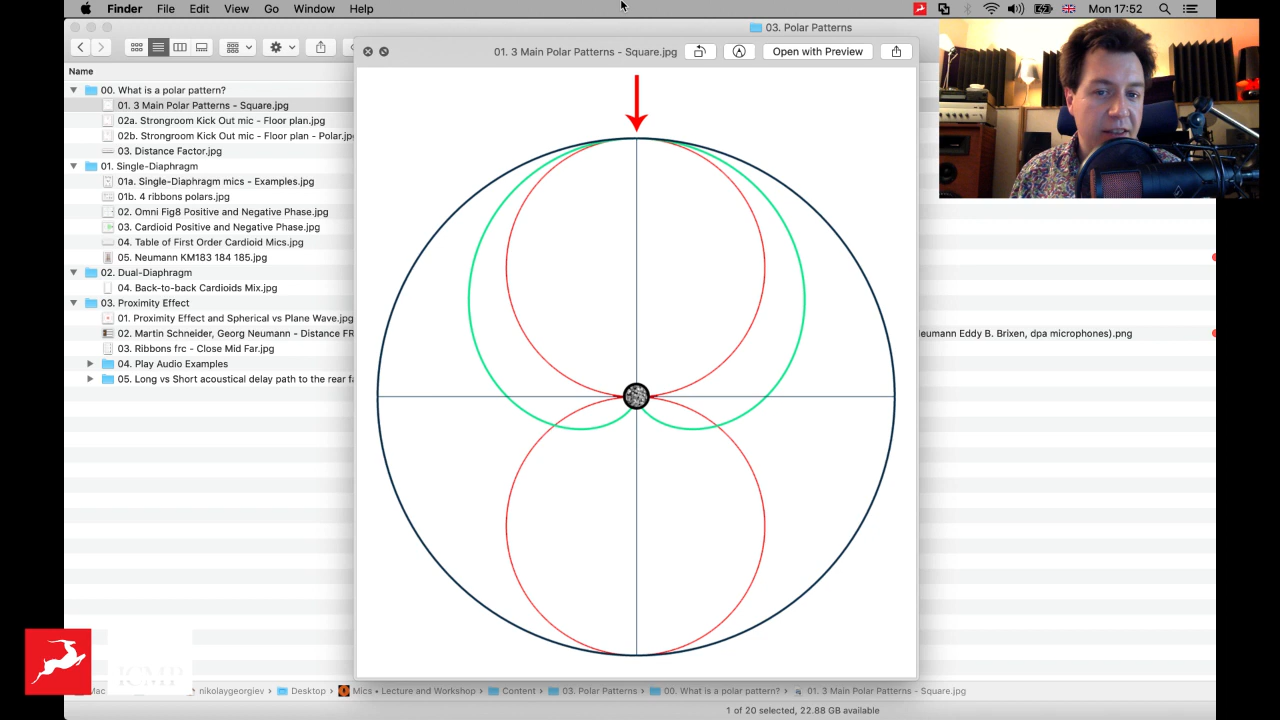 Finder File Edit View Go Window Help Mon 17:52
03. Polar Patterns
01. 3 Main Polar Patterns - Square.jpg Open with Preview
Name
00. What is a polar pattern?
01. 3 Main Polar Patterns - Square.jpg
02a. Strongroom Kick Out mic - Floor plan.jpg
02b. Strongroom Kick Out mic - Floor plan - Polar.jp
03. Distance Factor.jpg
01. Single-Diaphragm
01a. Single-Diaphragm mics - Examples.jpg
01b. 4 ribbons polars.jpg
02. Omni Fig8 Positive and Negative Phase.jpg
03. Cardioid Positive and Negative Phase.jpg
04. Table of First Order Cardioid Mics.jpg
05. Neumann KM183 184 185.jpg
02. Dual-Diaphragm
04. Back-to-back Cardioids Mix.jpg
03. Proximity Effect
01. Proximity Effect and Spherical vs Plane Wave.jpg
02. Martin Schneider, Georg Neumann - Distance FR eumann Eddy B. Brixen, dpa microphones).png
03. Ribbons frc - Close Mid Far.jpg
04. Play Audio Examples
05. Long vs Short acoustical delay path to the rear fa
Mac nikolaygeorgiev Desktop Mics • Lecture and Workshop Content 03. Polar Patterns 00. What is a polar pattern? 01. 3 Main Polar Patterns - Square.jpg
1 of 20 selected, 22.88 GB available